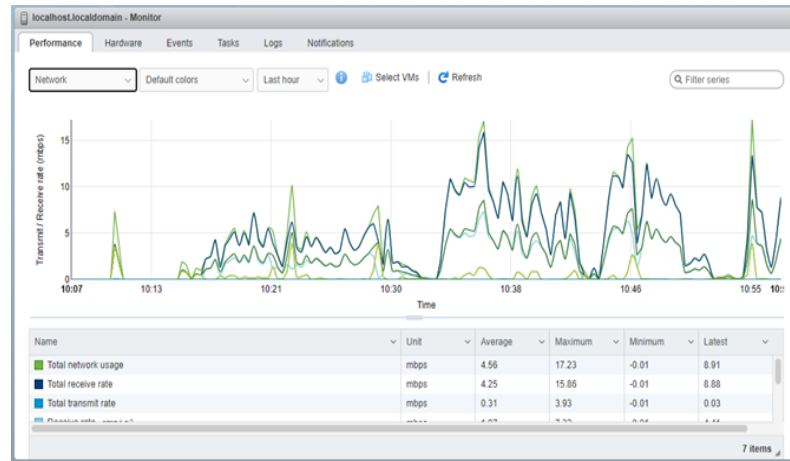 localhost.localdomain - Monitor
Performance Hardware Events Tasks Logs Notifications
Network Default colors Last hour Select VMs Refresh Filter series
Transmit / Receive rate (mbps)
15
10
5
0
10:07 10:13 10:21 10:30 10:38 10:46 10:55
Time
Name Unit Average Maximum Minimum Latest
Total network usage mbps 4.56 17.23 -0.01 8.91
Total receive rate mbps 4.25 15.86 -0.01 8.88
Total transmit rate mbps 0.31 3.93 -0.01 0.03
7 items